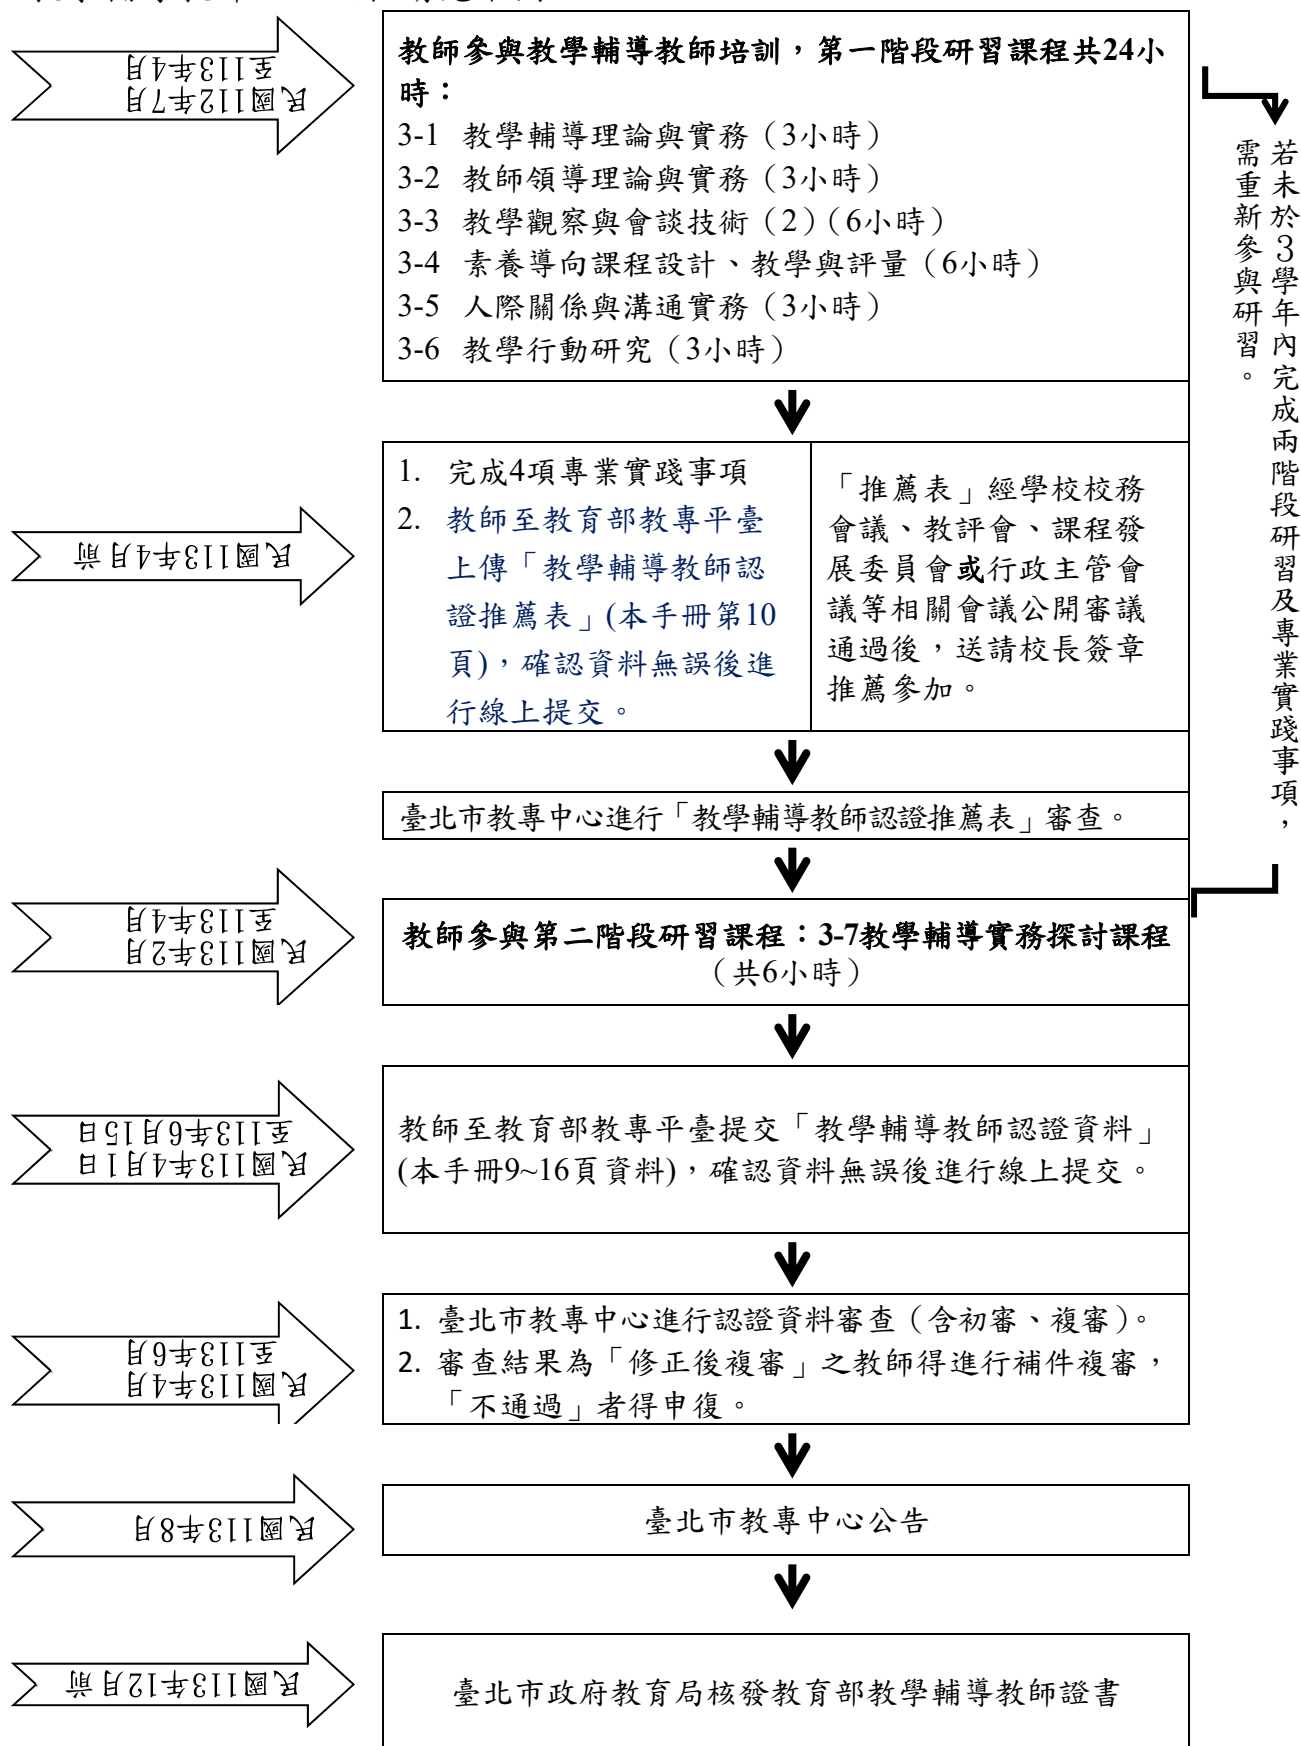 民國112年7月
至113年4月
教師參與教學輔導教師培訓，第一階段研習課程共24小
時：
3-1 教學輔導理論與實務（3小時）
3-2 教師領導理論與實務（3小時）
3-3 教學觀察與會談技術（2）（6小時）
3-4 素養導向課程設計、教學與評量（6小時）
3-5 人際關係與溝通實務（3小時）
3-6 教學行動研究（3小時）
若未於３學年內完成兩階段研習及專業實踐事項，
需重新參與研習。
民國113年4月前
1. 完成4項專業實踐事項
2. 教師至教育部教專平臺
上傳「教學輔導教師認
證推薦表」(本手冊第10
頁)，確認資料無誤後進
行線上提交。
「推薦表」經學校校務
會議、教評會、課程發
展委員會或行政主管會
議等相關會議公開審議
通過後，送請校長簽章
推薦參加。
臺北市教專中心進行「教學輔導教師認證推薦表」審查。
民國113年2月
至113年4月
教師參與第二階段研習課程：3-7教學輔導實務探討課程
（共6小時）
民國113年4月1日
至113年6月15日
教師至教育部教專平臺提交「教學輔導教師認證資料」
(本手冊9~16頁資料)，確認資料無誤後進行線上提交。
民國113年4月
至113年6月
1. 臺北市教專中心進行認證資料審查（含初審、複審）。
2. 審查結果為「修正後複審」之教師得進行補件複審，
「不通過」者得申復。
民國113年8月
臺北市教專中心公告
民國113年12月前
臺北市政府教育局核發教育部教學輔導教師證書